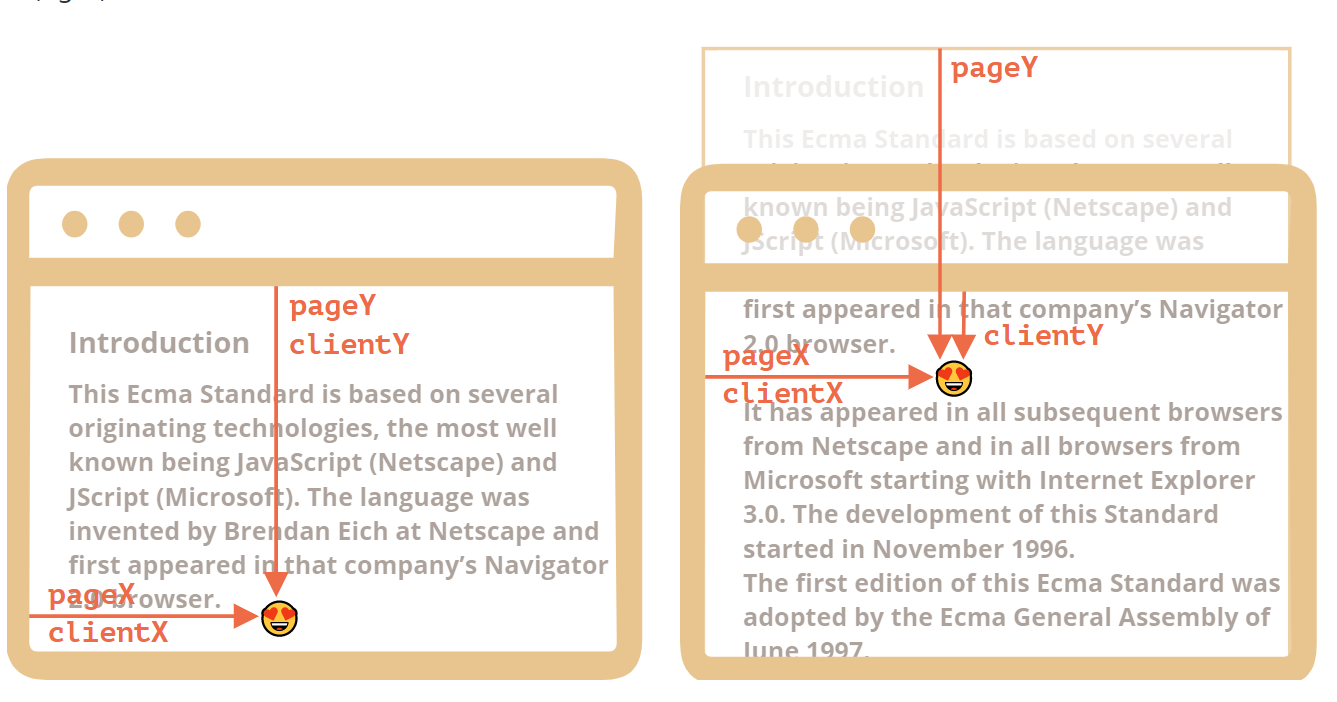 pageY
clientY
Introduction
This Ecma Standard is based on several
originating technologies, the most well
known being JavaScript (Netscape) and
JScript (Microsoft). The language was
invented by Brendan Eich at Netscape and
first appeared in that company’s Navigator
2.0 browser.
pageX
clientX
pageY
Introduction
This Ecma Standard is based on several
known being JavaScript (Netscape) and
JScript (Microsoft). The language was
first appeared in that company’s Navigator
2.0 browser.
clientY
pageX
clientX
It has appeared in all subsequent browsers
from Netscape and in all browsers from
Microsoft starting with Internet Explorer
3.0. The development of this Standard
started in November 1996.
The first edition of this Ecma Standard was
adopted by the Ecma General Assembly of
June 1997.